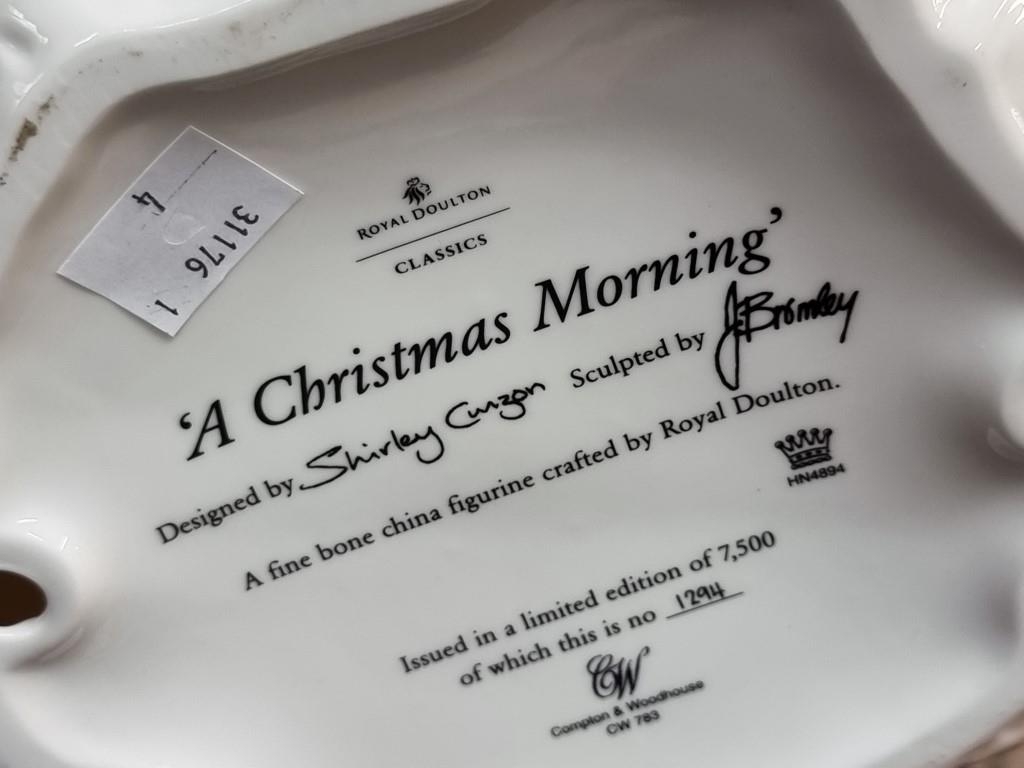 31176 1
4
ROYAL DOULTON
CLASSICS
‘A Christmas Morning’
Designed by Shirley Curzon Sculpted by J Bromley
A fine bone china figurine crafted by Royal Doulton.
HN4894
Issued in a limited edition of 7,500
of which this is no 1294
CW
Compton & Woodhouse
CW 783